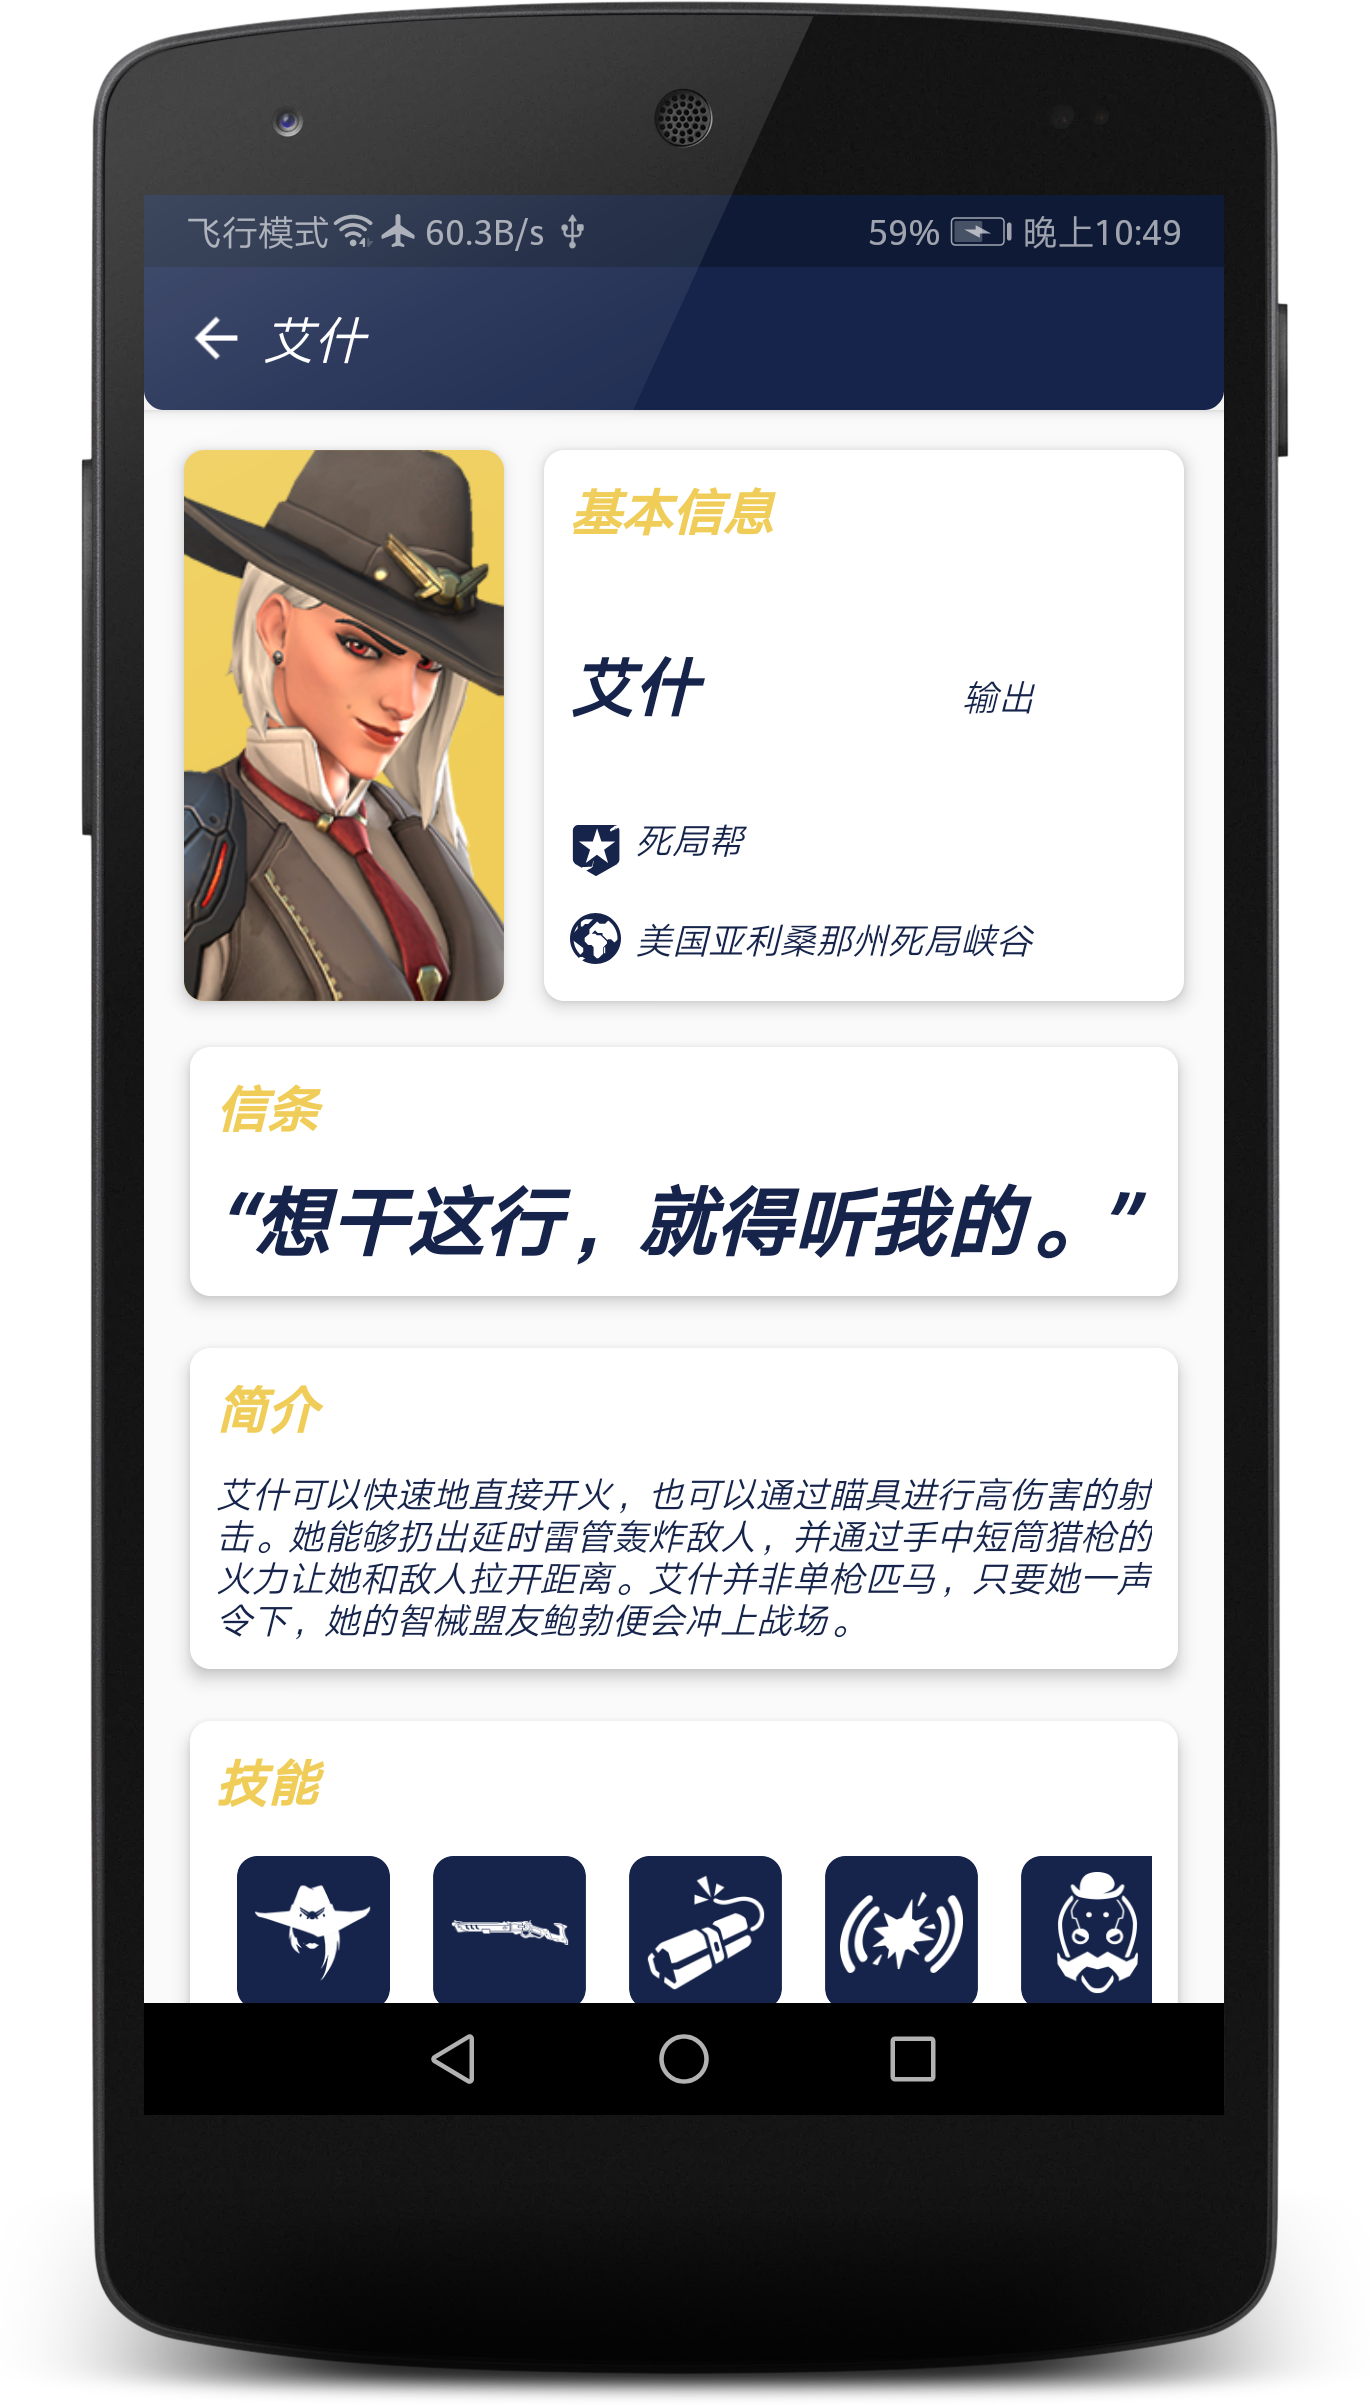 飞行模式 60.3B/s 59% 晚上10:49
艾什
基本信息
艾什 输出
死局帮
美国亚利桑那州死局峡谷
信条
“想干这行，就得听我的。”
简介
艾什可以快速地直接开火，也可以通过瞄具进行高伤害的射
击。她能够扔出延时雷管轰炸敌人，并通过手中短筒猎枪的
火力让她和敌人拉开距离。艾什并非单枪匹马，只要她一声
令下，她的智械盟友鲍勃便会冲上战场。
技能